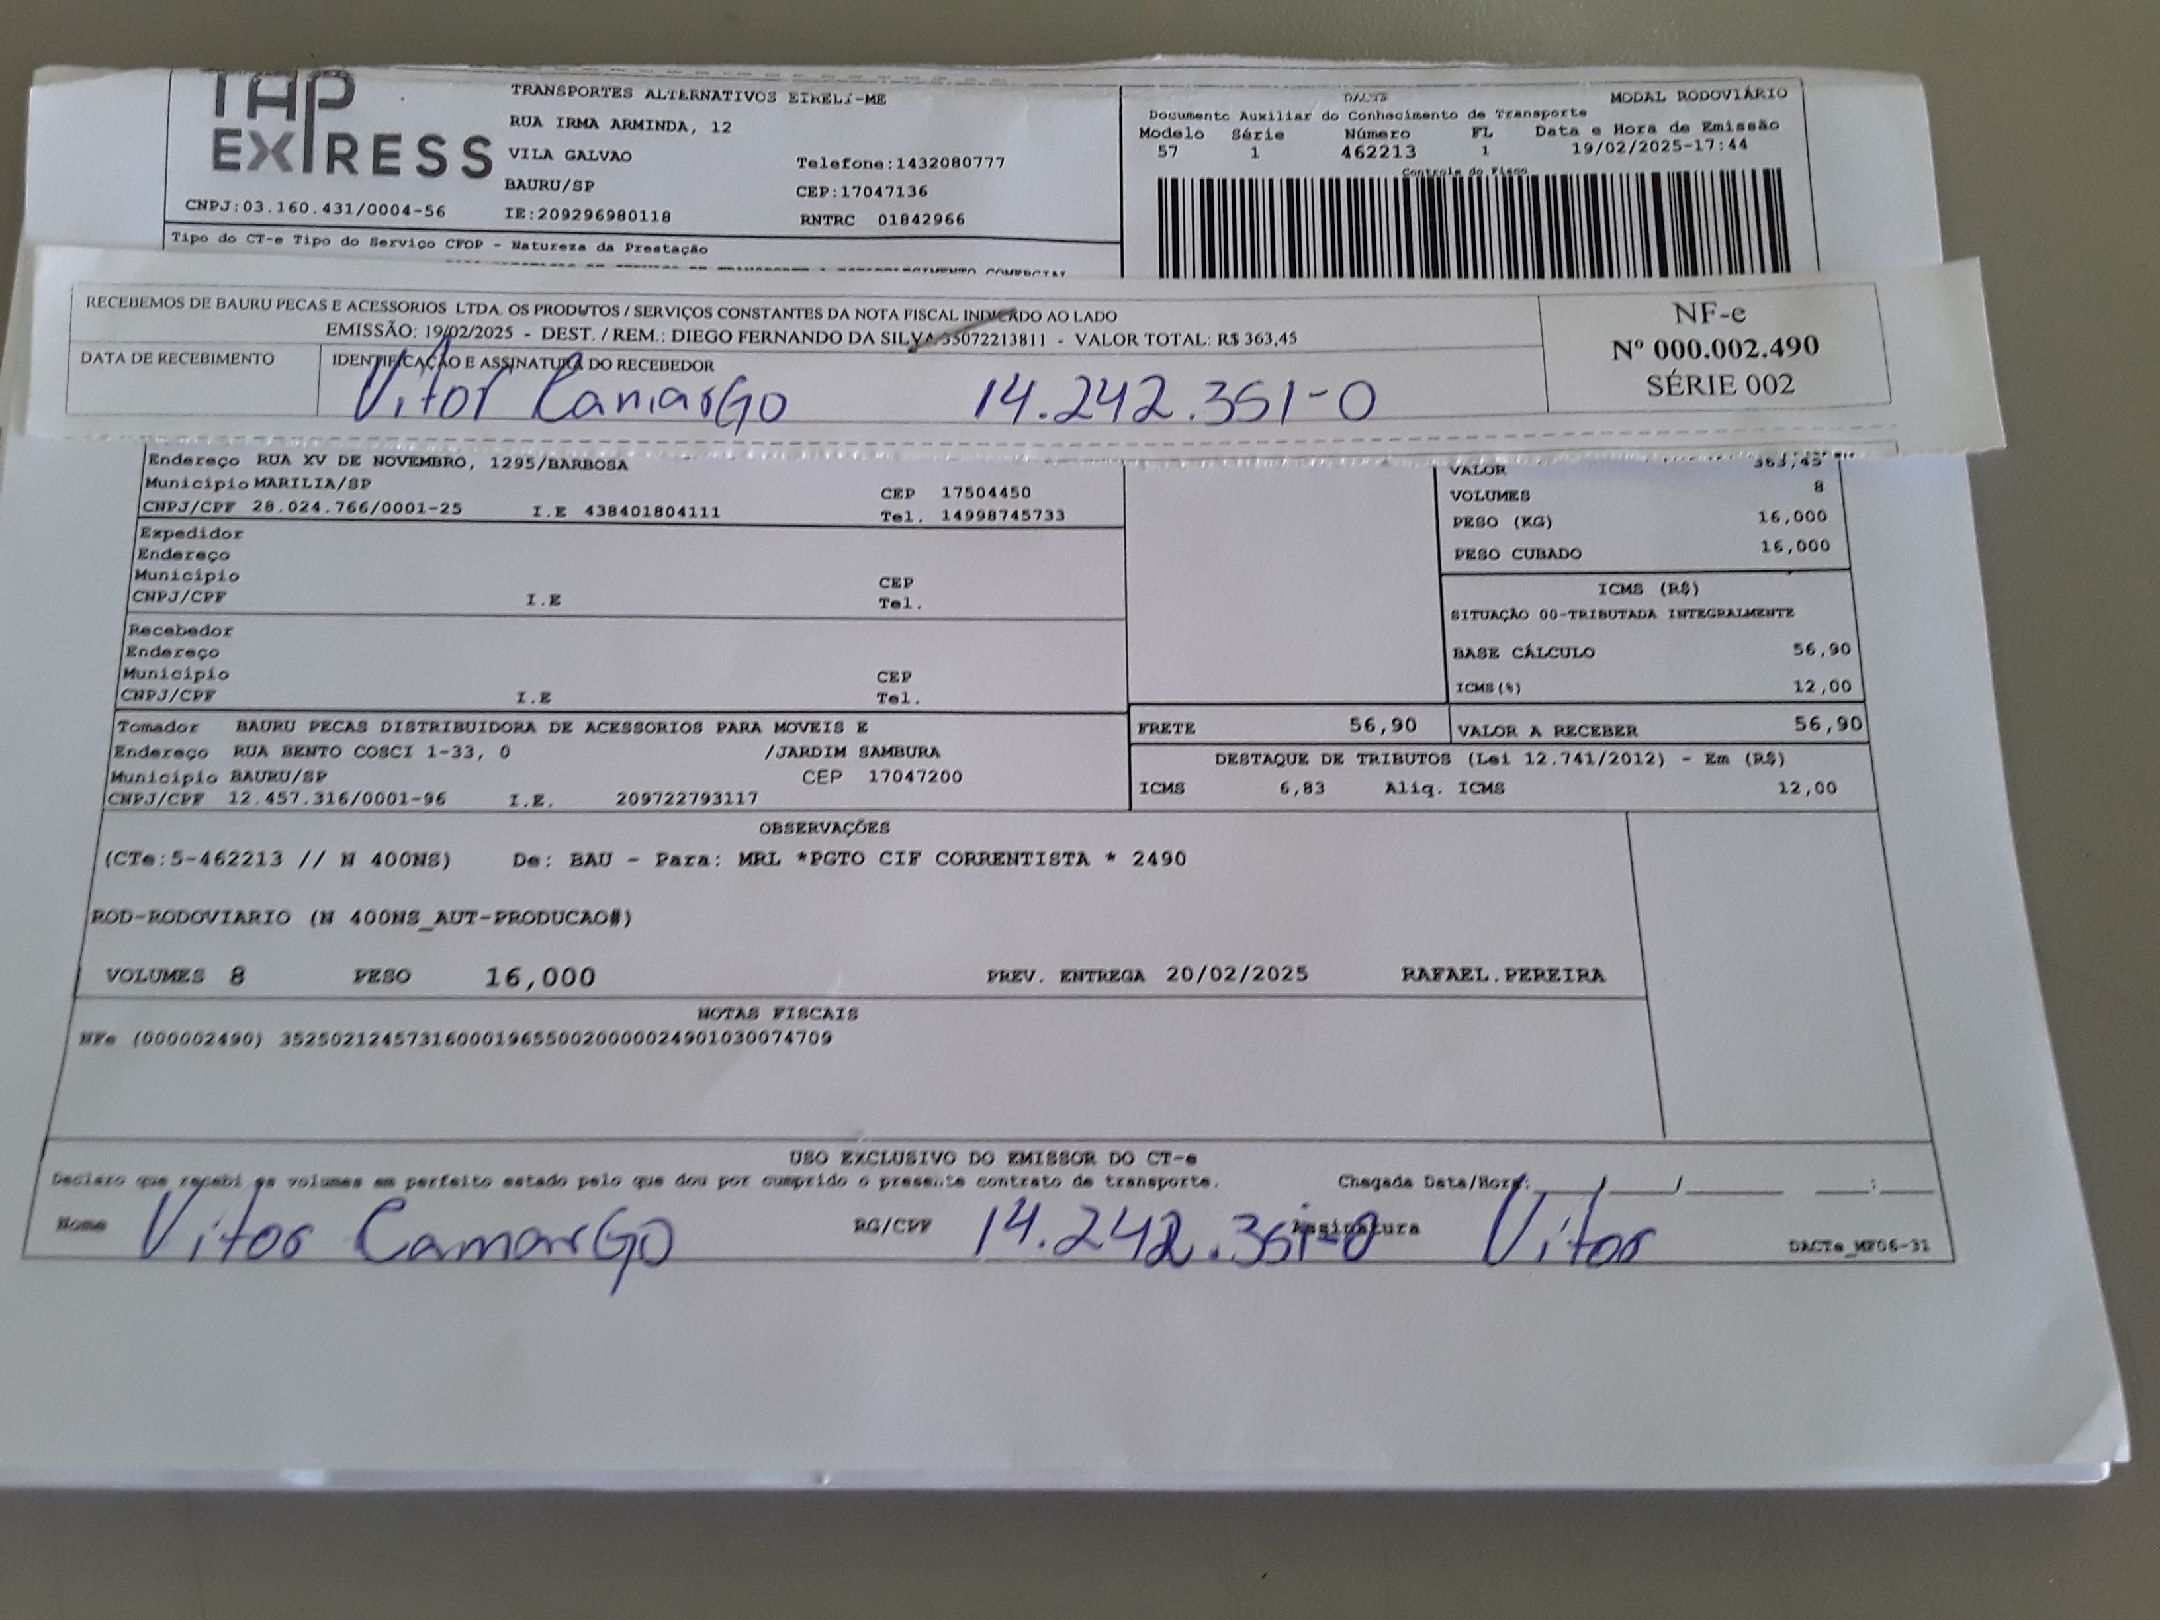 TAP EXPRESS
TRANSPORTES ALTERNATIVOS EIRELI-ME
RUA IRMA ARMINDA, 12
VILA GALVAO Telefone:1432080777
BAURU/SP CEP:17047136
CNPJ:03.160.431/0004-56 IE:209296980118 RNTRC 01842966
Tipo do CT-e Tipo do Serviço CFOP - Natureza da Prestação
DACTE MODAL RODOVIÁRIO
Documento Auxiliar do Conhecimento de Transporte
Modelo Série Número FL Data e Hora de Emissão
57 1 462213 1 19/02/2025-17:44
Controle do Fisco
RECEBEMOS DE BAURU PECAS E ACESSORIOS LTDA. OS PRODUTOS / SERVIÇOS CONSTANTES DA NOTA FISCAL INDICADO AO LADO
EMISSÃO: 19/02/2025 - DEST. / REM.: DIEGO FERNANDO DA SILVA 35072213811 - VALOR TOTAL: R$ 363,45
DATA DE RECEBIMENTO IDENTIFICAÇÃO E ASSINATURA DO RECEBEDOR
Vitor CamarGo 14.242.351-0
NF-e
Nº 000.002.490
SÉRIE 002
Endereço RUA XV DE NOVEMBRO, 1295/BARBOSA
Município MARILIA/SP CEP 17504450
CNPJ/CPF 28.024.766/0001-25 I.E 438401804111 Tel. 14998745733
Expedidor
Endereço
Município CEP
CNPJ/CPF I.E Tel.
Recebedor
Endereço
Município CEP
CNPJ/CPF I.E Tel.
Tomador BAURU PECAS DISTRIBUIDORA DE ACESSORIOS PARA MOVEIS E
Endereço RUA BENTO COSCI 1-33, 0 /JARDIM SAMBURA
Município BAURU/SP CEP 17047200
CNPJ/CPF 12.457.316/0001-96 I.E. 209722793117
VALOR 363,45
VOLUMES 8
PESO (KG) 16,000
PESO CUBADO 16,000
ICMS (R$)
SITUAÇÃO 00-TRIBUTADA INTEGRALMENTE
BASE CÁLCULO 56,90
ICMS(%) 12,00
FRETE 56,90 VALOR A RECEBER 56,90
DESTAQUE DE TRIBUTOS (Lei 12.741/2012) - Em (R$)
ICMS 6,83 Aliq. ICMS 12,00
OBSERVAÇÕES
(CTe:5-462213 // N 400NS) De: BAU - Para: MRL *PGTO CIF CORRENTISTA * 2490
ROD-RODOVIARIO (N 400NS_AUT-PRODUCAO#)
VOLUMES 8 PESO 16,000 PREV. ENTREGA 20/02/2025 RAFAEL.PEREIRA
NOTAS FISCAIS
NFe (000002490) 35250212457316000196550020000024901030074709
USO EXCLUSIVO DO EMISSOR DO CT-e
Declaro que recebi os volumes em perfeito estado pelo que dou por cumprido o presente contrato de transporte. Chegada Data/Hora: ____/____/______ ____:____
Nome Vitor CamarGo RG/CPF 14.242.351-0 Assinatura Vitor DACTe_MF06-31